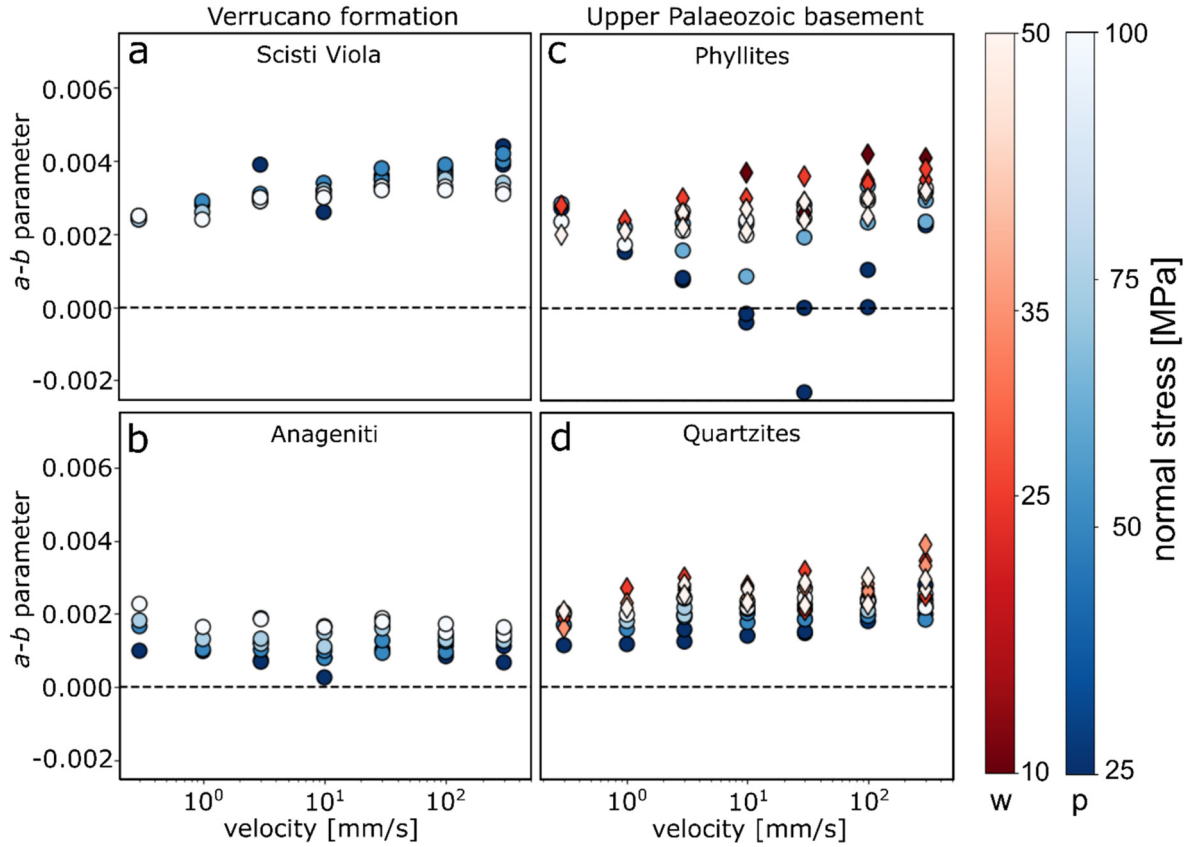 Verrucano formation
Upper Palaeozoic basement
a
Scisti Viola
0.006
0.004
0.002
0.000
-0.002
a-b parameter
c
Phyllites
b
Anageniti
0.006
0.004
0.002
0.000
-0.002
a-b parameter
10⁰ 10¹ 10²
velocity [mm/s]
d
Quartzites
10⁰ 10¹ 10²
velocity [mm/s]
50
35
25
10
w
100
75
50
25
p
normal stress [MPa]